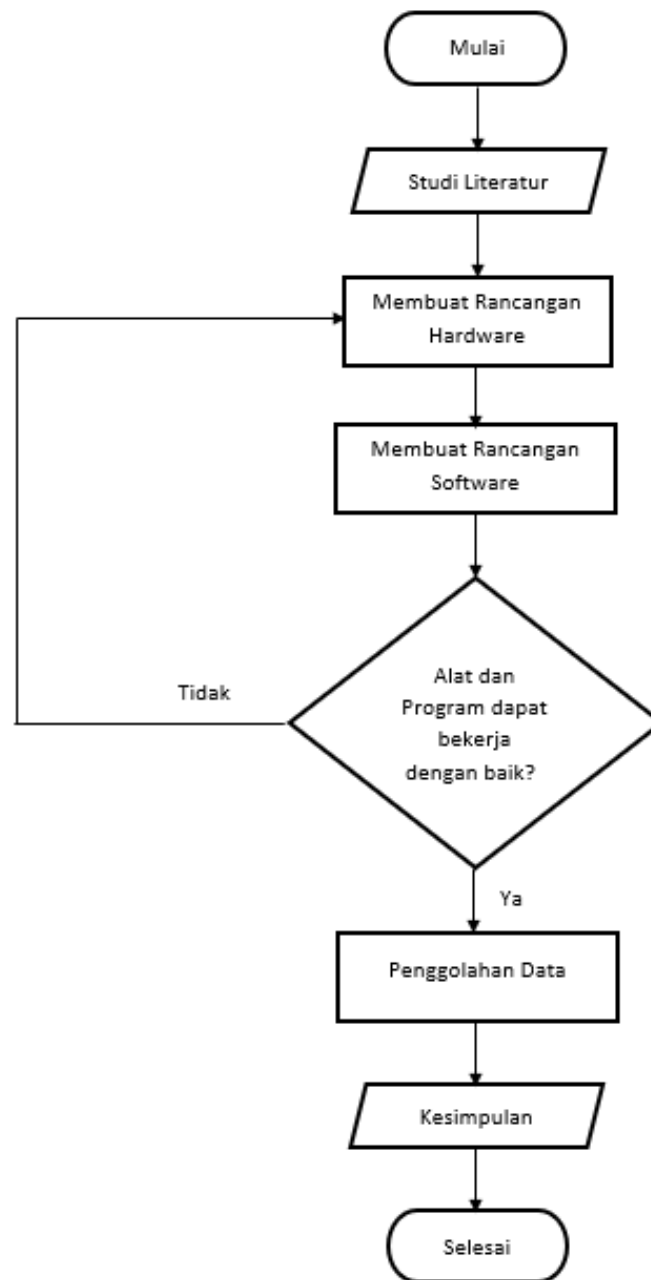 Mulai
Studi Literatur
Membuat Rancangan
Hardware
Membuat Rancangan
Software
Alat dan
Program dapat
bekerja
dengan baik?
Tidak
Ya
Penggolahan Data
Kesimpulan
Selesai